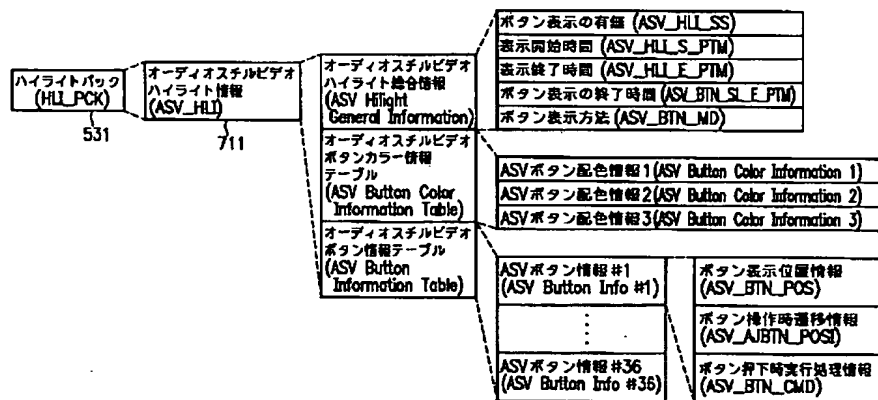 ハイライトパック
(HLI_PCK)
531
オーディオスチルビデオ
ハイライト情報
(ASV_HLI)
711
オーディオスチルビデオ
ハイライト総合情報
(ASV Hilight
General Information)
オーディオスチルビデオ
ボタンカラー情報
テーブル
(ASV Button Color
Information Table)
オーディオスチルビデオ
ボタン情報テーブル
(ASV Button
Information Table)
ボタン表示の有無 (ASV_HLI_SS)
表示開始時間 (ASV_HLI_S_PTM)
表示終了時間 (ASV_HLI_E_PTM)
ボタン表示の終了時間 (ASV_BTN_SL_E_PTM)
ボタン表示方法 (ASV_BTN_MD)
ASVボタン配色情報1 (ASV Button Color Information 1)
ASVボタン配色情報2 (ASV Button Color Information 2)
ASVボタン配色情報3 (ASV Button Color Information 3)
ASVボタン情報 #1
(ASV Button Info #1)
ASVボタン情報 #36
(ASV Button Info #36)
ボタン表示位置情報
(ASV_BTN_POS)
ボタン操作時遷移情報
(ASV_AJBTN_POSI)
ボタン押下時実行処理情報
(ASV_BTN_CMD)